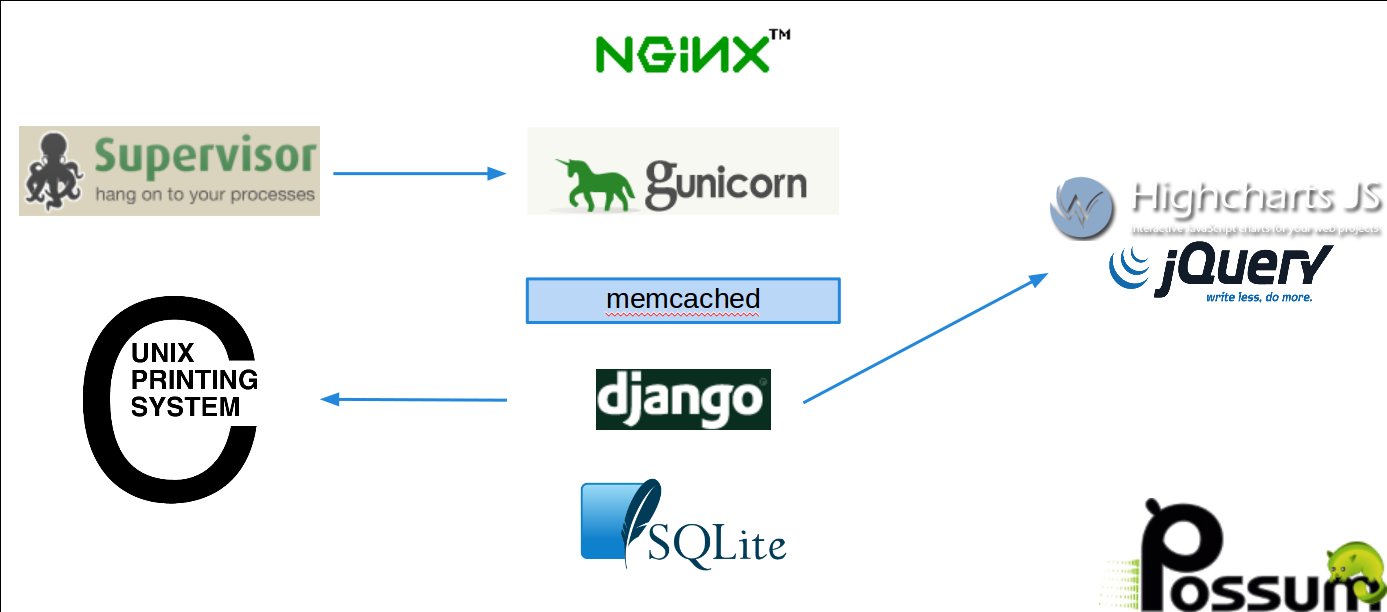 NGiNX™
Supervisor
hang on to your processes
gunicorn
Highcharts JS
Interactive JavaScript charts for your web projects
jQuery
write less, do more.
memcached
UNIX
PRINTING
SYSTEM
django
SQLite
Possum